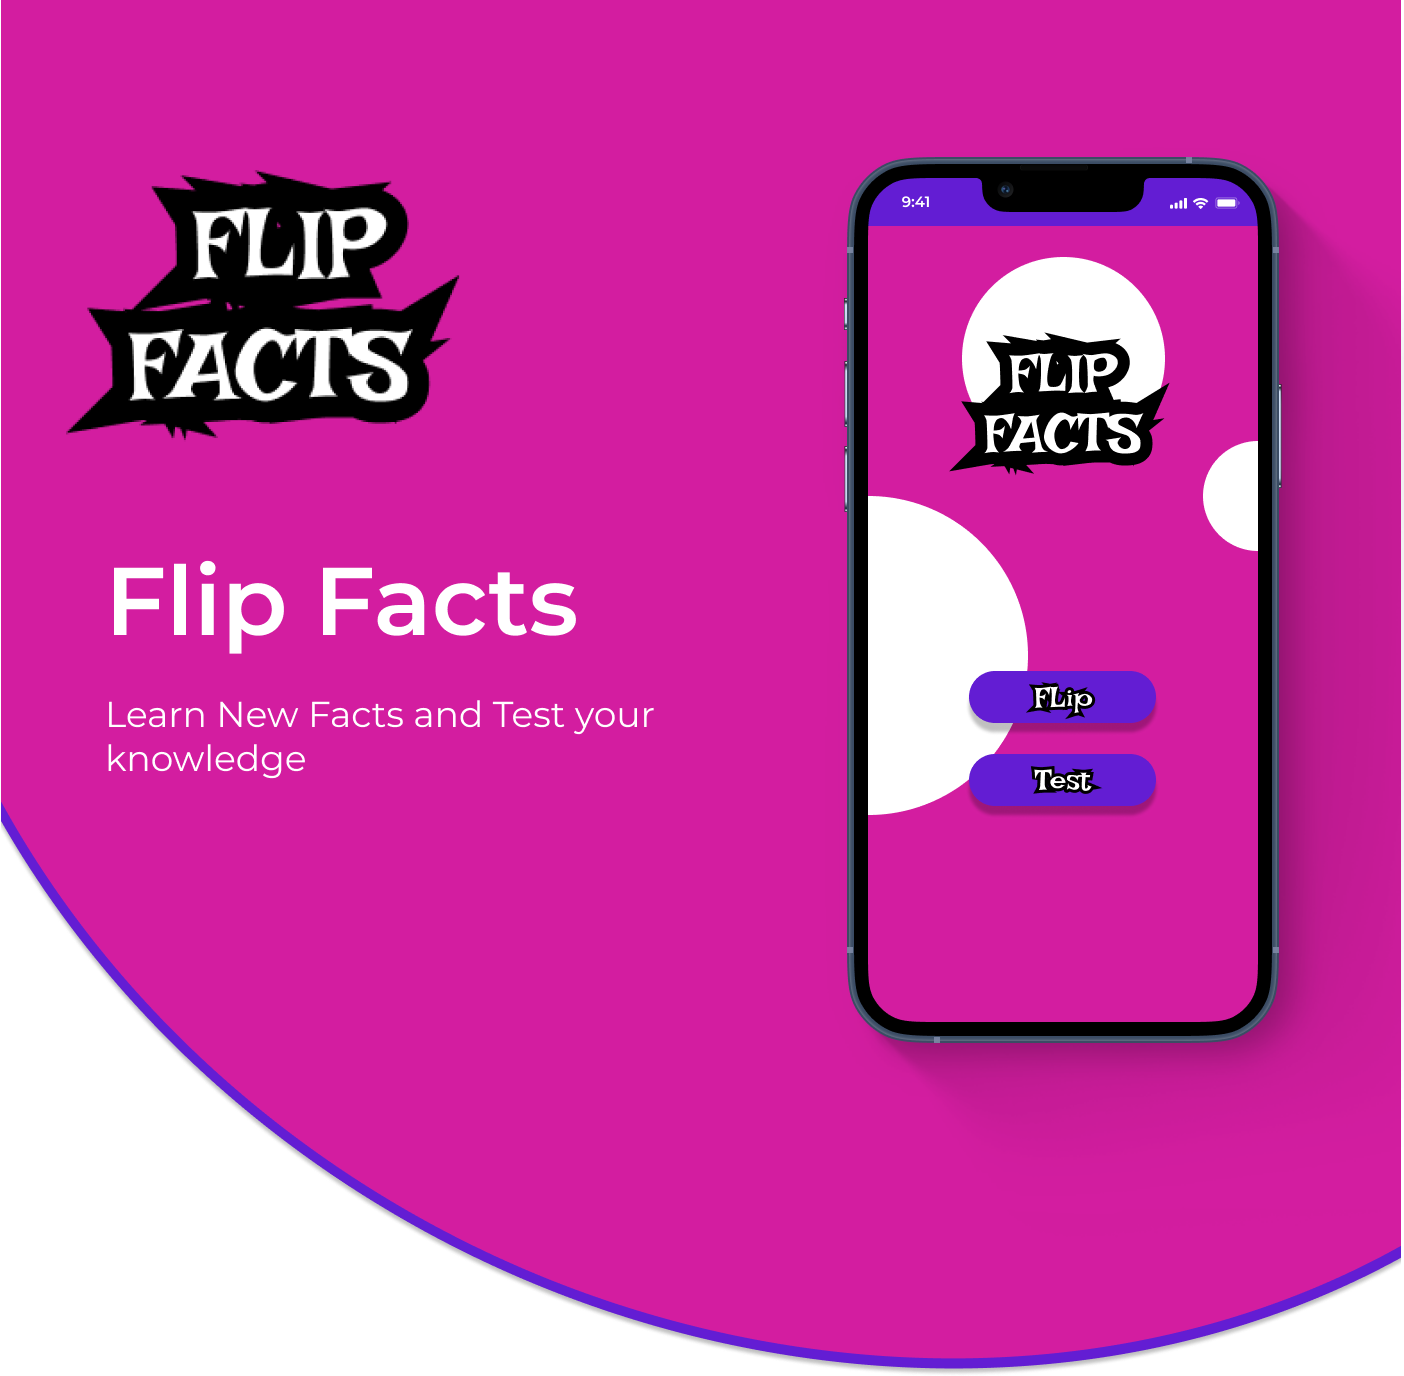 FLIP
FACTS
Flip Facts
Learn New Facts and Test your
knowledge
9:41
FLIP
FACTS
FLip
Test